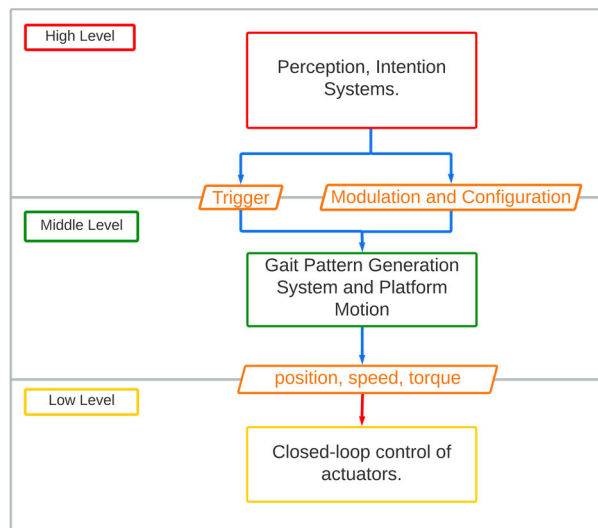 High Level
Perception, Intention
Systems.
Trigger
Modulation and Configuration
Middle Level
Gait Pattern Generation
System and Platform
Motion
position, speed, torque
Low Level
Closed-loop control of
actuators.